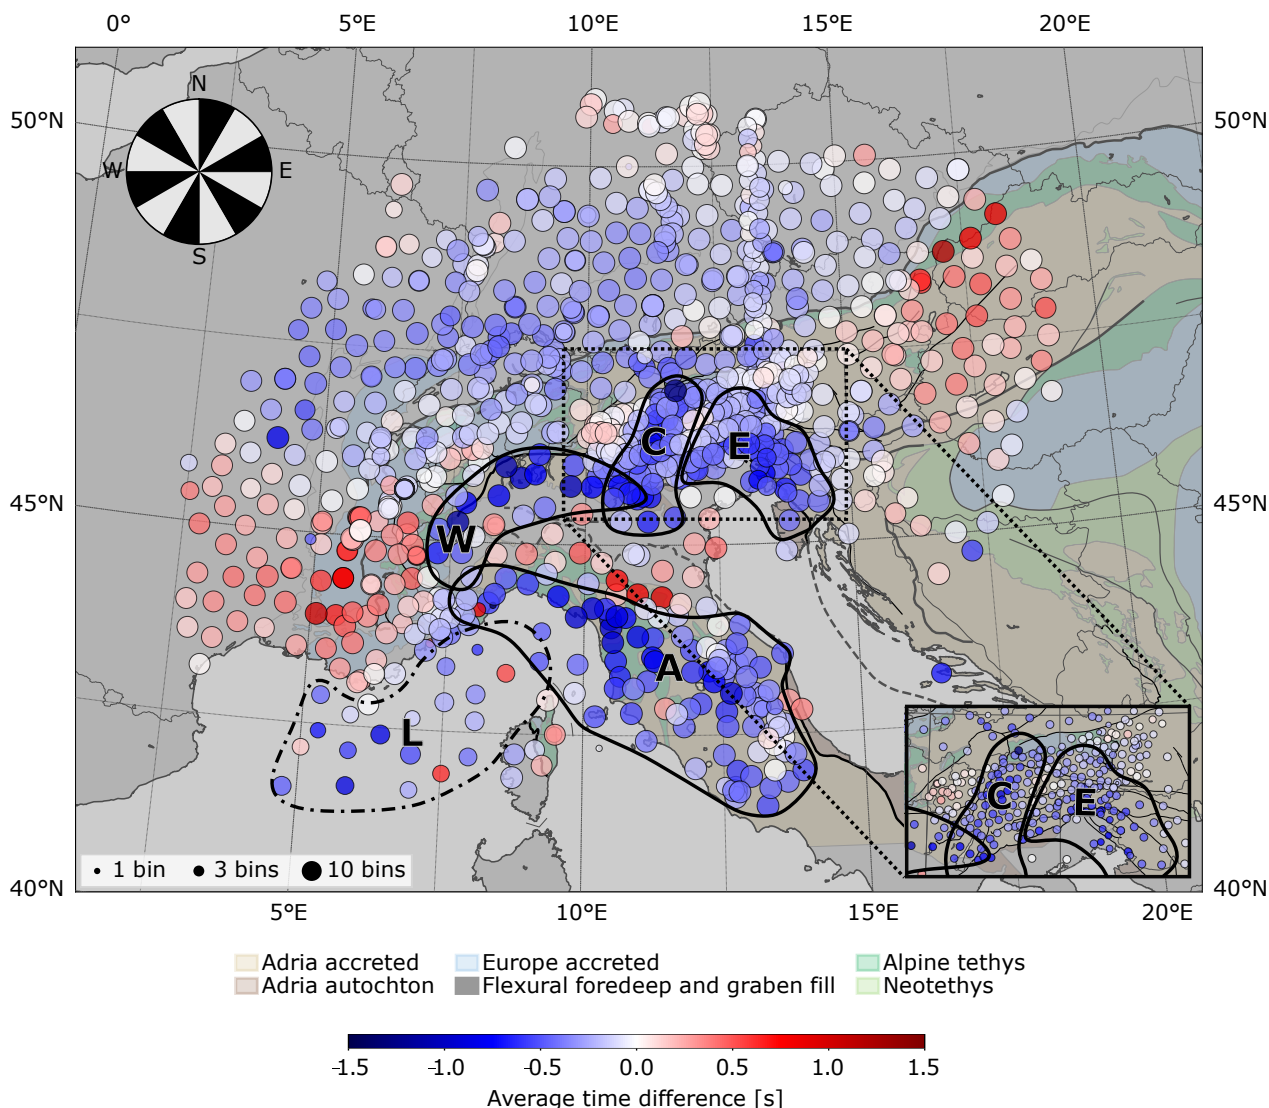 0° 5°E 10°E 15°E 20°E
N
W E
S
50°N 50°N
45°N 45°N
40°N 40°N
C E
W
A
L
C E
1 bin 3 bins 10 bins
5°E 10°E 15°E 20°E
Adria accreted Europe accreted Alpine tethys
Adria autochton Flexural foredeep and graben fill Neotethys
-1.5 -1.0 -0.5 0.0 0.5 1.0 1.5
Average time difference [s]